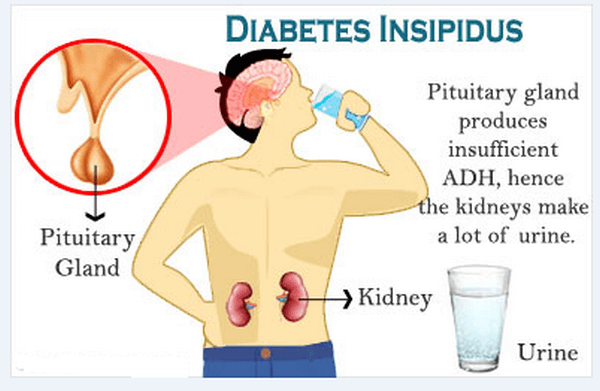 DIABETES INSIPIDUS
Pituitary gland
produces
insufficient
ADH, hence
the kidneys make
a lot of urine.
Pituitary
Gland
Kidney
Urine